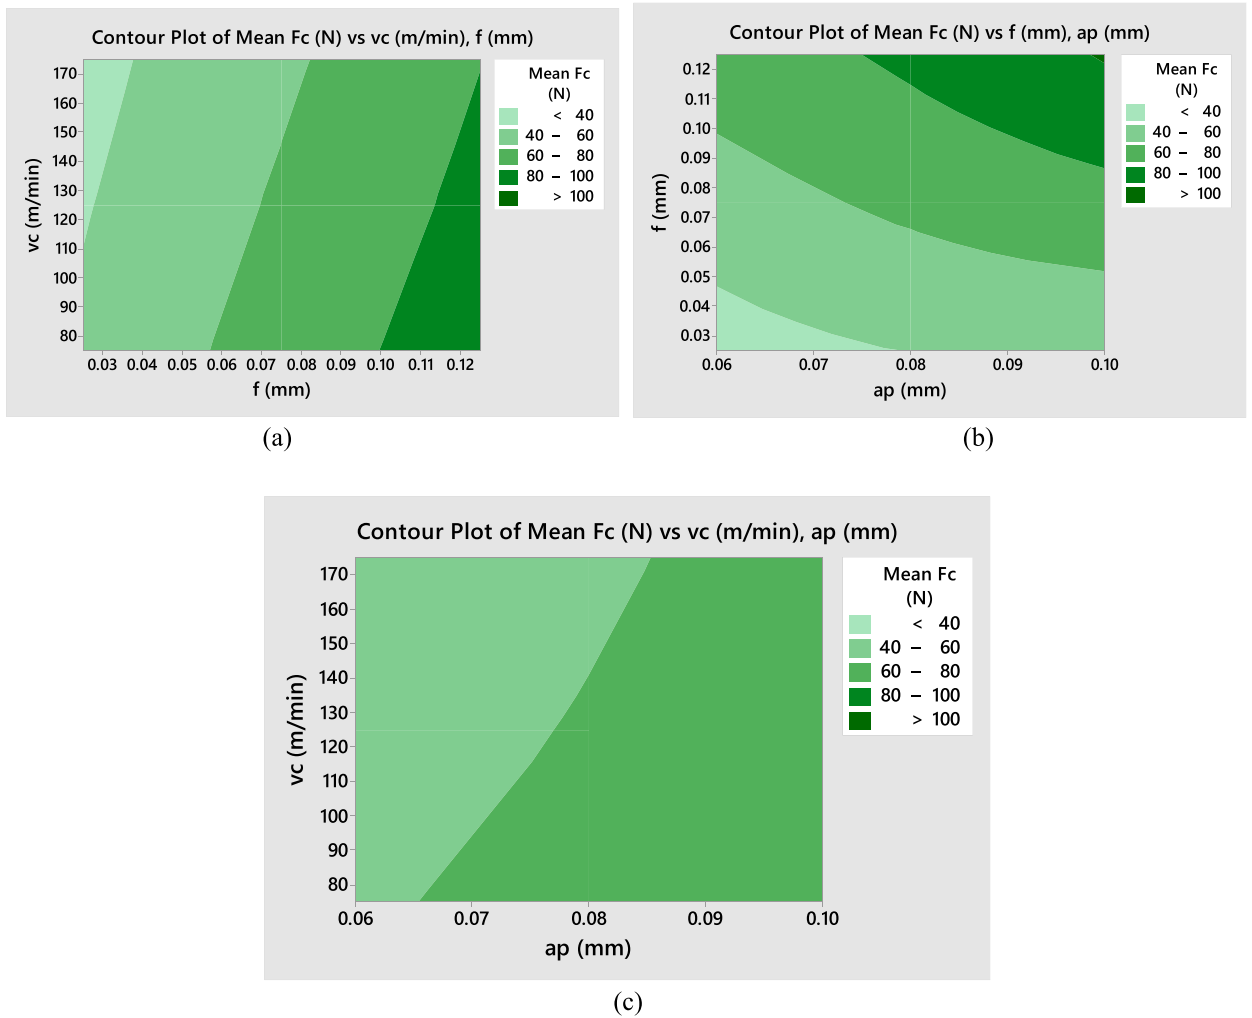 Contour Plot of Mean Fc (N) vs vc (m/min), f (mm)
170
160
150
140
130
120
110
100
90
80
vc (m/min)
0.03 0.04 0.05 0.06 0.07 0.08 0.09 0.10 0.11 0.12
f (mm)
Mean Fc
(N)
< 40
40 – 60
60 – 80
80 – 100
> 100
(a)
Contour Plot of Mean Fc (N) vs f (mm), ap (mm)
0.12
0.11
0.10
0.09
0.08
0.07
0.06
0.05
0.04
0.03
f (mm)
0.06 0.07 0.08 0.09 0.10
ap (mm)
Mean Fc
(N)
< 40
40 – 60
60 – 80
80 – 100
> 100
(b)
Contour Plot of Mean Fc (N) vs vc (m/min), ap (mm)
170
160
150
140
130
120
110
100
90
80
vc (m/min)
0.06 0.07 0.08 0.09 0.10
ap (mm)
Mean Fc
(N)
< 40
40 – 60
60 – 80
80 – 100
> 100
(c)